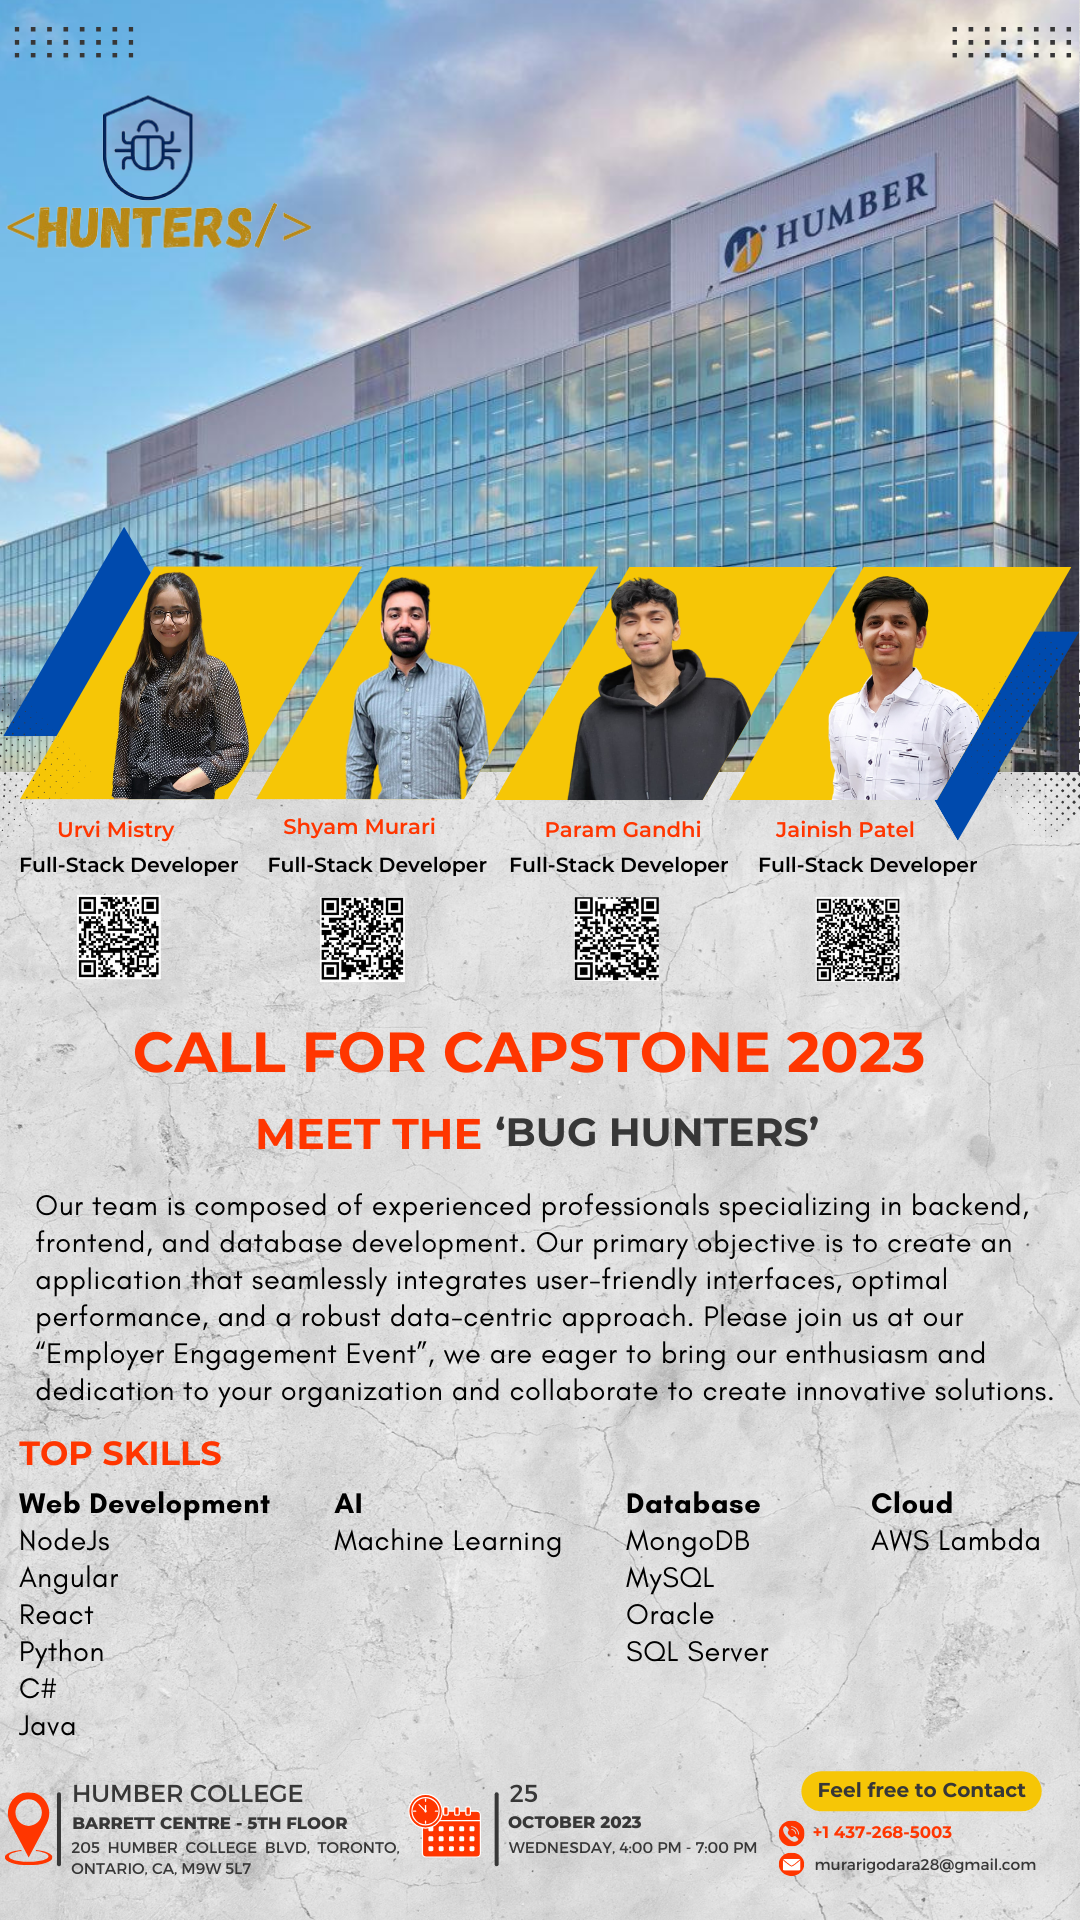 <HUNTERS/>
HUMBER
Urvi Mistry
Shyam Murari
Param Gandhi
Jainish Patel
Full-Stack Developer
Full-Stack Developer
Full-Stack Developer
Full-Stack Developer
CALL FOR CAPSTONE 2023
MEET THE ‘BUG HUNTERS’
Our team is composed of experienced professionals specializing in backend,
frontend, and database development. Our primary objective is to create an
application that seamlessly integrates user-friendly interfaces, optimal
performance, and a robust data-centric approach. Please join us at our
“Employer Engagement Event”, we are eager to bring our enthusiasm and
dedication to your organization and collaborate to create innovative solutions.
TOP SKILLS
Web Development
NodeJs
Angular
React
Python
C#
Java
AI
Machine Learning
Database
MongoDB
MySQL
Oracle
SQL Server
Cloud
AWS Lambda
HUMBER COLLEGE
BARRETT CENTRE - 5TH FLOOR
205 HUMBER COLLEGE BLVD, TORONTO,
ONTARIO, CA, M9W 5L7
25
OCTOBER 2023
WEDNESDAY, 4:00 PM - 7:00 PM
Feel free to Contact
+1 437-268-5003
murarigodara28@gmail.com